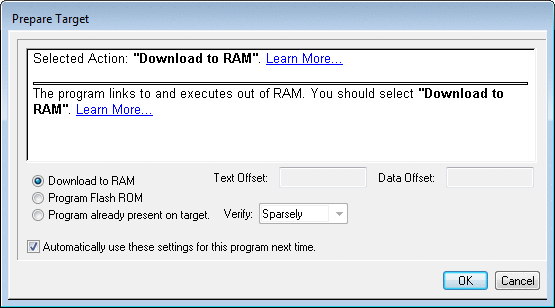 Prepare Target
Selected Action: "Download to RAM". Learn More...
The program links to and executes out of RAM. You should select "Download to
RAM". Learn More...
Download to RAM
Text Offset:
Data Offset:
Program Flash ROM
Program already present on target.
Verify: Sparsely
Automatically use these settings for this program next time.
OK
Cancel